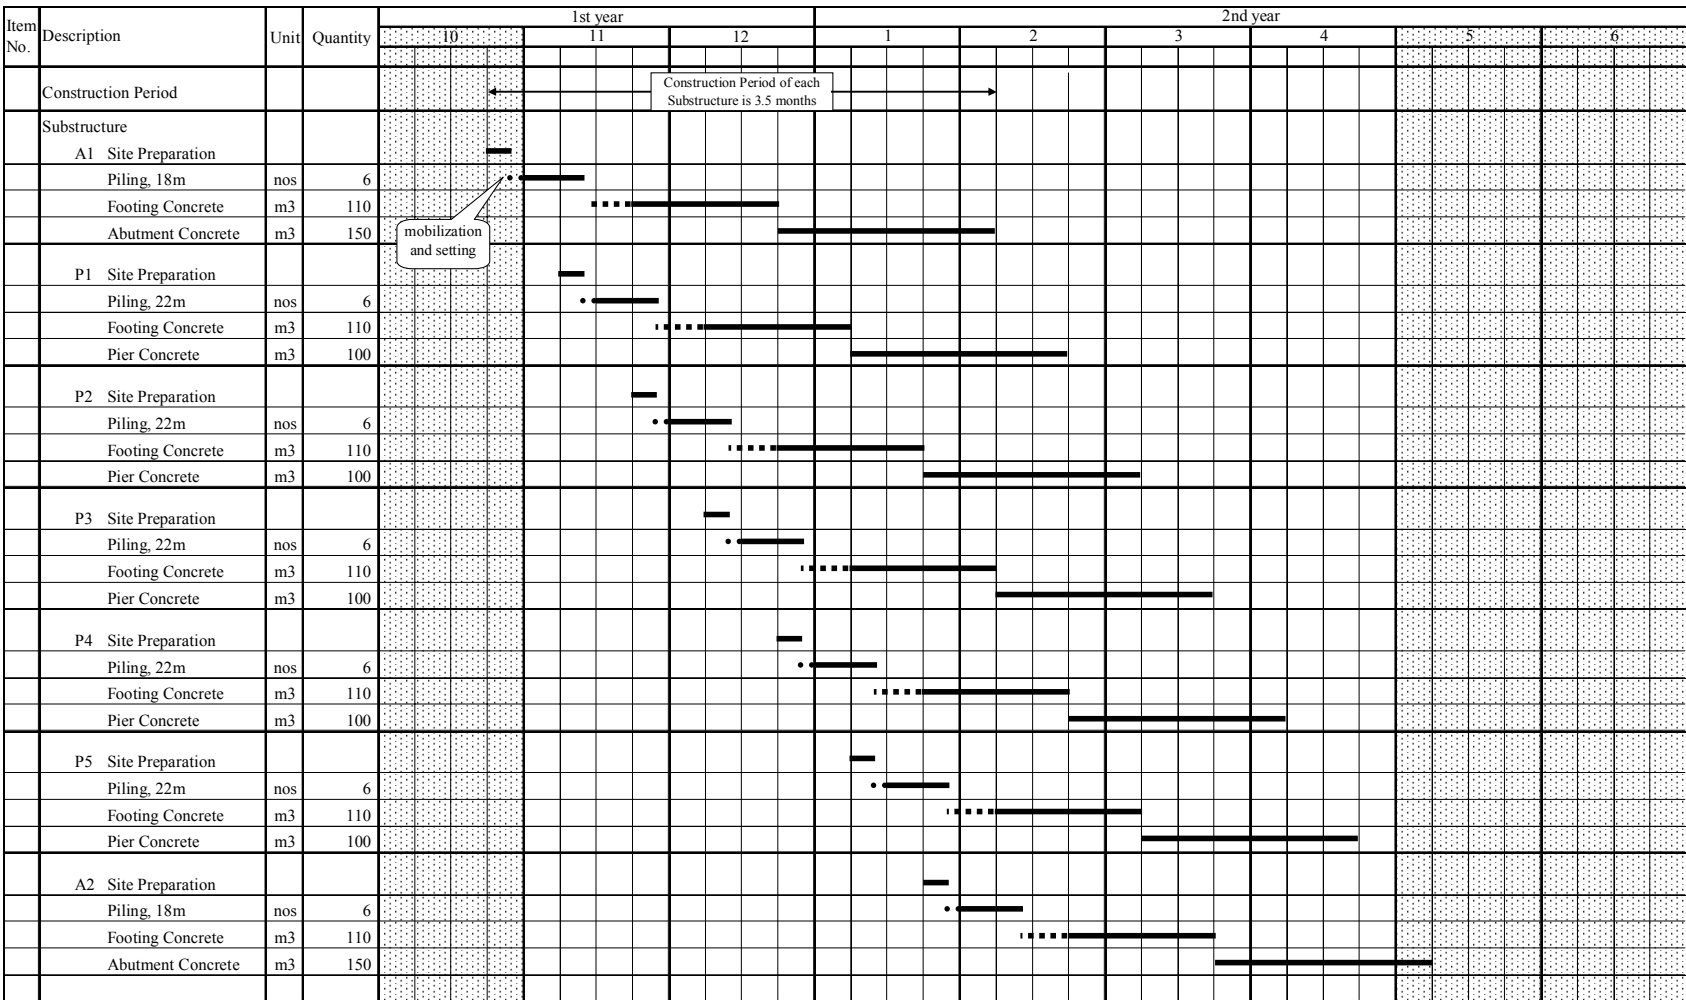 Item No. Description Unit Quantity 1st year 2nd year
10 11 12 1 2 3 4 5 6
Construction Period
Construction Period of each
Substructure is 3.5 months
Substructure
A1 Site Preparation
Piling, 18m nos 6
Footing Concrete m3 110
Abutment Concrete m3 150
mobilization
and setting
P1 Site Preparation
Piling, 22m nos 6
Footing Concrete m3 110
Pier Concrete m3 100
P2 Site Preparation
Piling, 22m nos 6
Footing Concrete m3 110
Pier Concrete m3 100
P3 Site Preparation
Piling, 22m nos 6
Footing Concrete m3 110
Pier Concrete m3 100
P4 Site Preparation
Piling, 22m nos 6
Footing Concrete m3 110
Pier Concrete m3 100
P5 Site Preparation
Piling, 22m nos 6
Footing Concrete m3 110
Pier Concrete m3 100
A2 Site Preparation
Piling, 18m nos 6
Footing Concrete m3 110
Abutment Concrete m3 150